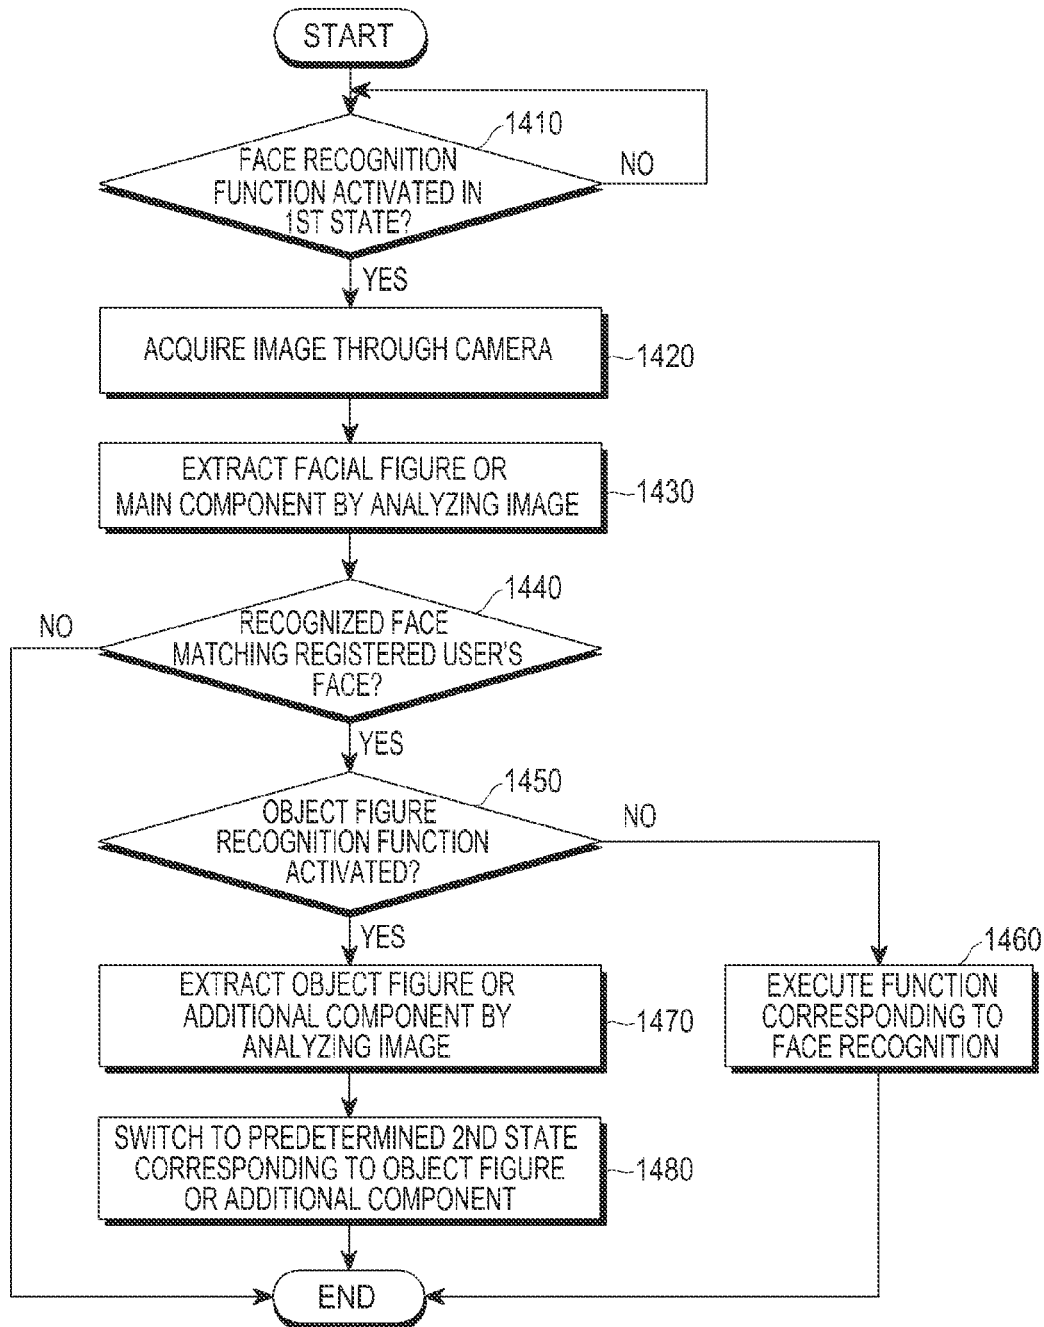 START
1410
FACE RECOGNITION
FUNCTION ACTIVATED IN
1ST STATE?
NO
YES
ACQUIRE IMAGE THROUGH CAMERA
1420
EXTRACT FACIAL FIGURE OR
MAIN COMPONENT BY ANALYZING IMAGE
1430
1440
NO
RECOGNIZED FACE
MATCHING REGISTERED USER'S
FACE?
YES
1450
OBJECT FIGURE
RECOGNITION FUNCTION
ACTIVATED?
NO
YES
1460
EXTRACT OBJECT FIGURE OR
ADDITIONAL COMPONENT BY
ANALYZING IMAGE
1470
EXECUTE FUNCTION
CORRESPONDING TO
FACE RECOGNITION
SWITCH TO PREDETERMINED 2ND STATE
CORRESPONDING TO OBJECT FIGURE
OR ADDITIONAL COMPONENT
1480
END